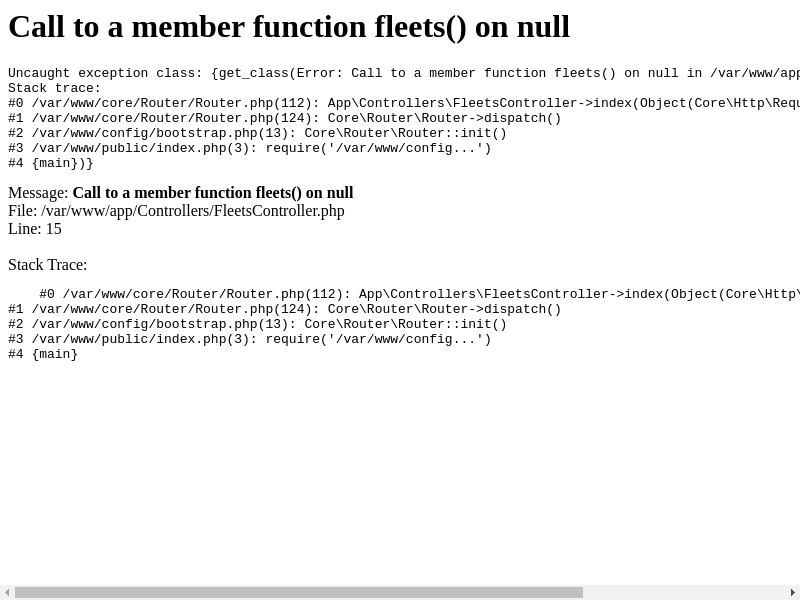 Call to a member function fleets() on null
Uncaught exception class: {get_class(Error: Call to a member function fleets() on null in /var/www/app
Stack trace:
#0 /var/www/core/Router/Router.php(112): App\Controllers\FleetsController->index(Object(Core\Http\Requ
#1 /var/www/core/Router/Router.php(124): Core\Router\Router->dispatch()
#2 /var/www/config/bootstrap.php(13): Core\Router\Router::init()
#3 /var/www/public/index.php(3): require('/var/www/config...')
#4 {main})}
Message: Call to a member function fleets() on null
File: /var/www/app/Controllers/FleetsController.php
Line: 15
Stack Trace:
#0 /var/www/core/Router/Router.php(112): App\Controllers\FleetsController->index(Object(Core\Http\
#1 /var/www/core/Router/Router.php(124): Core\Router\Router->dispatch()
#2 /var/www/config/bootstrap.php(13): Core\Router\Router::init()
#3 /var/www/public/index.php(3): require('/var/www/config...')
#4 {main}